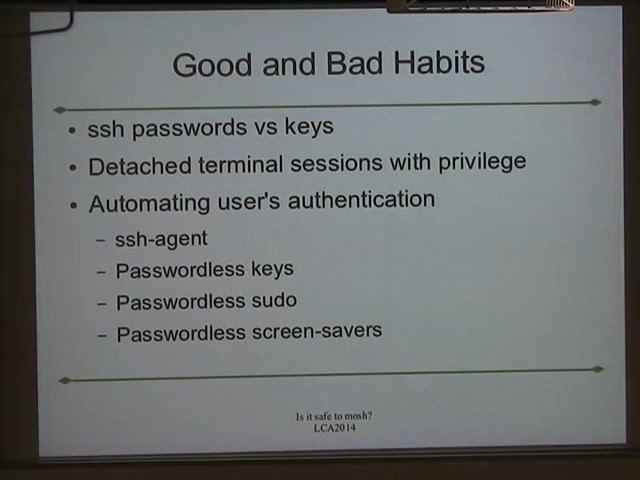 Good and Bad Habits
• ssh passwords vs keys
• Detached terminal sessions with privilege
• Automating user's authentication
– ssh-agent
– Passwordless keys
– Passwordless sudo
– Passwordless screen-savers
Is it safe to mosh?
LCA2014